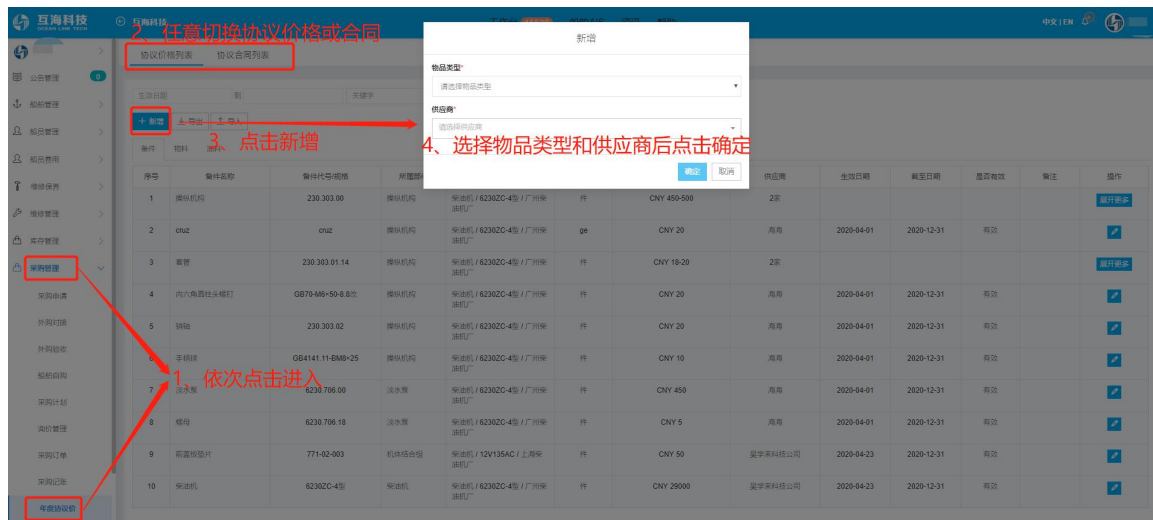 互海科技
OCEAN LINK TECH
互海科技
中文 | EN
2、任意切换协议价格或合同
协议价格列表 协议合同列表
公告管理 0
船舶管理
船员管理
船员费用
维修保养
维修管理
库存管理
采购管理
采购申请
外购对接
外购验收
船舶自购
采购计划
询价管理
采购订单
采购记账
年度协议价
生效日期 到 关键字
+ 新增 导出 导入
3、点击新增
备件 物料
新增
物品类型*
请选择物品类型
供应商*
请选择供应商
4、选择物品类型和供应商后点击确定
确定 取消
序号 备件名称 备件代号/规格 供应商 生效日期 截至日期 是否有效 备注 操作
1 操纵机构 230.303.00 操纵机构 柴油机 / 6230ZC-4型 / 广州柴油机厂 件 CNY 450-500 2家 展开更多
2 cruz cruz 操纵机构 柴油机 / 6230ZC-4型 / 广州柴油机厂 ge CNY 20 海海 2020-04-01 2020-12-31 有效
3 套管 230.303.01.14 操纵机构 柴油机 / 6230ZC-4型 / 广州柴油机厂 件 CNY 18-20 2家 展开更多
4 内六角圆柱头螺钉 GB70-M6×50-8.8级 操纵机构 柴油机 / 6230ZC-4型 / 广州柴油机厂 件 CNY 20 海海 2020-04-01 2020-12-31 有效
5 销轴 230.303.02 操纵机构 柴油机 / 6230ZC-4型 / 广州柴油机厂 件 CNY 20 海海 2020-04-01 2020-12-31 有效
6 手柄球 GB4141.11-BM8×25 操纵机构 柴油机 / 6230ZC-4型 / 广州柴油机厂 件 CNY 10 海海 2020-04-01 2020-12-31 有效
1、依次点击进入
7 淡水泵 6230.706.00 淡水泵 柴油机 / 6230ZC-4型 / 广州柴油机厂 件 CNY 450 海海 2020-04-01 2020-12-31 有效
8 螺母 6230.706.18 淡水泵 柴油机 / 6230ZC-4型 / 广州柴油机厂 件 CNY 5 海海 2020-04-01 2020-12-31 有效
9 前盖板垫片 771-02-003 机体结合组 柴油机 / 12V135AC / 上海柴油机厂 件 CNY 50 吴学来科技公司 2020-04-23 2020-12-31 有效
10 柴油机 6230ZC-4型 柴油机 柴油机 / 6230ZC-4型 / 广州柴油机厂 件 CNY 29000 吴学来科技公司 2020-04-23 2020-12-31 有效